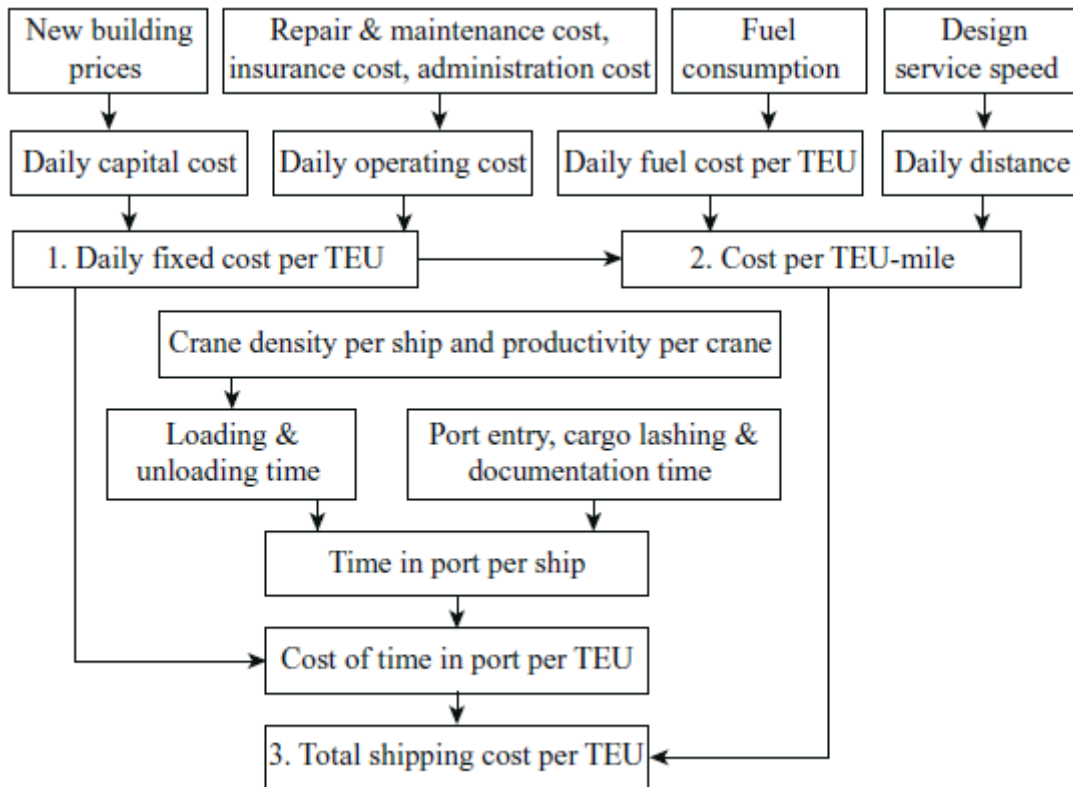 New building
prices
Repair & maintenance cost,
insurance cost, administration cost
Fuel
consumption
Design
service speed
Daily capital cost
Daily operating cost
Daily fuel cost per TEU
Daily distance
1. Daily fixed cost per TEU
2. Cost per TEU-mile
Crane density per ship and productivity per crane
Loading &
unloading time
Port entry, cargo lashing &
documentation time
Time in port per ship
Cost of time in port per TEU
3. Total shipping cost per TEU